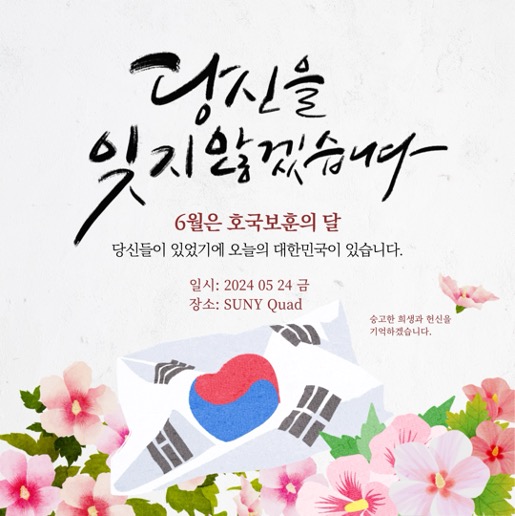 당신을
잊지않겠습니다
6월은 호국보훈의 달
당신들이 있었기에 오늘의 대한민국이 있습니다.
일시: 2024 05 24 금
장소: SUNY Quad
숭고한 희생과 헌신을
기억하겠습니다.